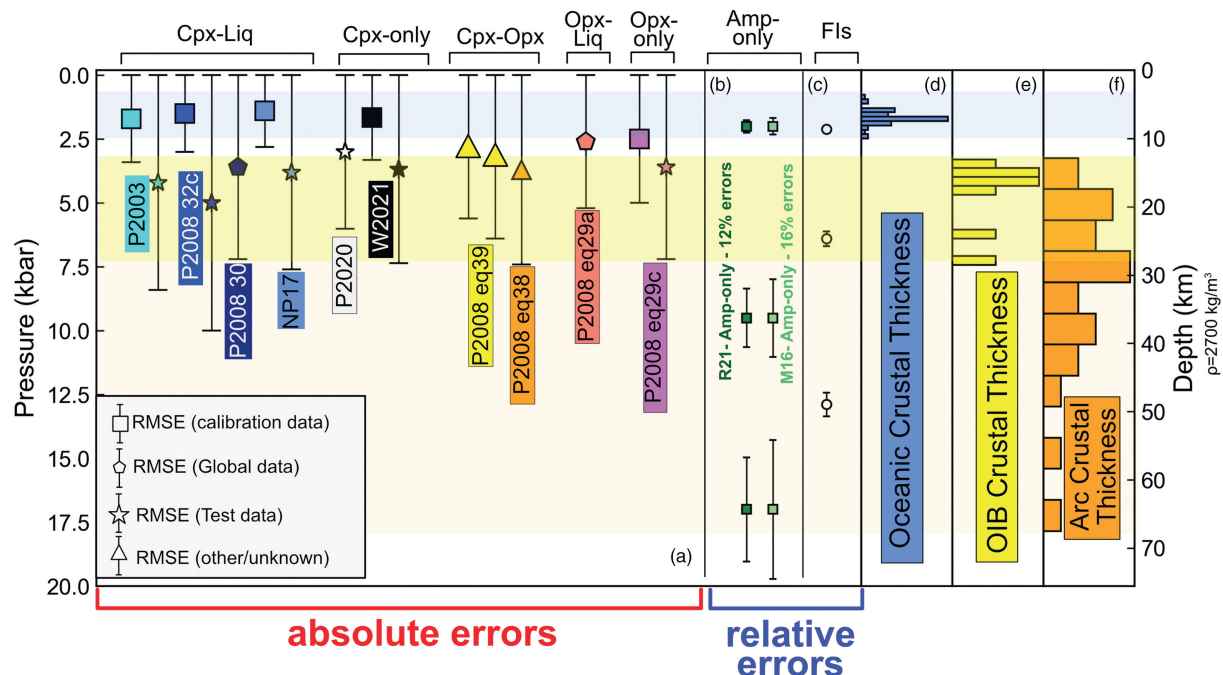 Cpx-Liq
Cpx-only
Cpx-Opx
Opx-
Liq
Opx-
only
Amp-
only
FIs
0.0
2.5
5.0
7.5
10.0
12.5
15.0
17.5
20.0
Pressure (kbar)
P2003
P2008 32c
P2008 30
NP17
P2020
W2021
P2008 eq39
P2008 eq38
P2008 eq29a
P2008 eq29c
RMSE (calibration data)
RMSE (Global data)
RMSE (Test data)
RMSE (other/unknown)
(a)
(b)
R21- Amp-only - 12% errors
M16- Amp-only - 16% errors
(c)
(d)
Oceanic Crustal Thickness
(e)
OIB Crustal Thickness
(f)
Arc Crustal
Thickness
0
10
20
30
40
50
60
70
Depth (km)
ρ=2700 kg/m³
absolute errors
relative
errors